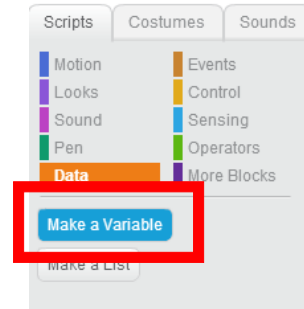 Scripts Costumes Sounds
Motion Events
Looks Control
Sound Sensing
Pen Operators
Data More Blocks
Make a Variable
Make a List